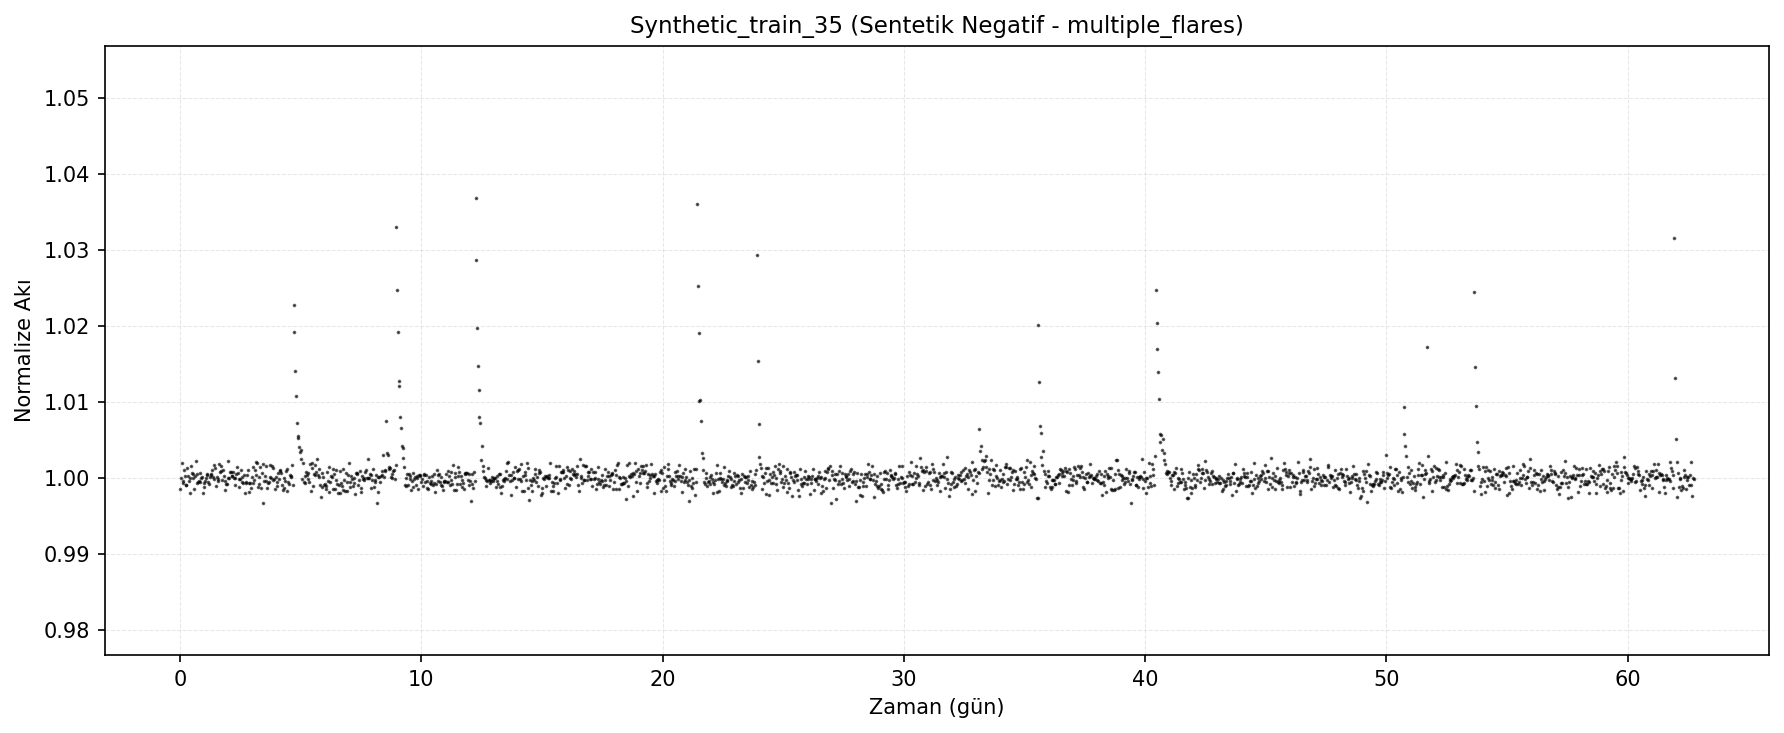 Synthetic_train_35 (Sentetik Negatif - multiple_flares)
Normalize Akı
1.05
1.04
1.03
1.02
1.01
1.00
0.99
0.98
0 10 20 30 40 50 60
Zaman (gün)